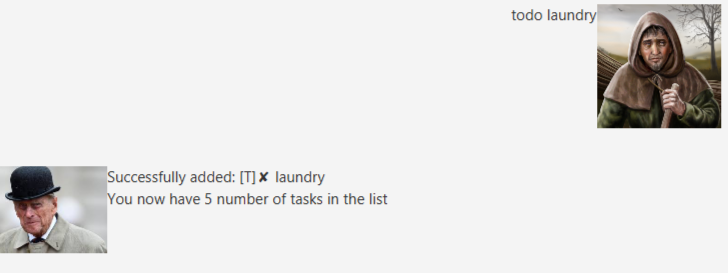 todo laundry
Successfully added: [T]✘ laundry
You now have 5 number of tasks in the list